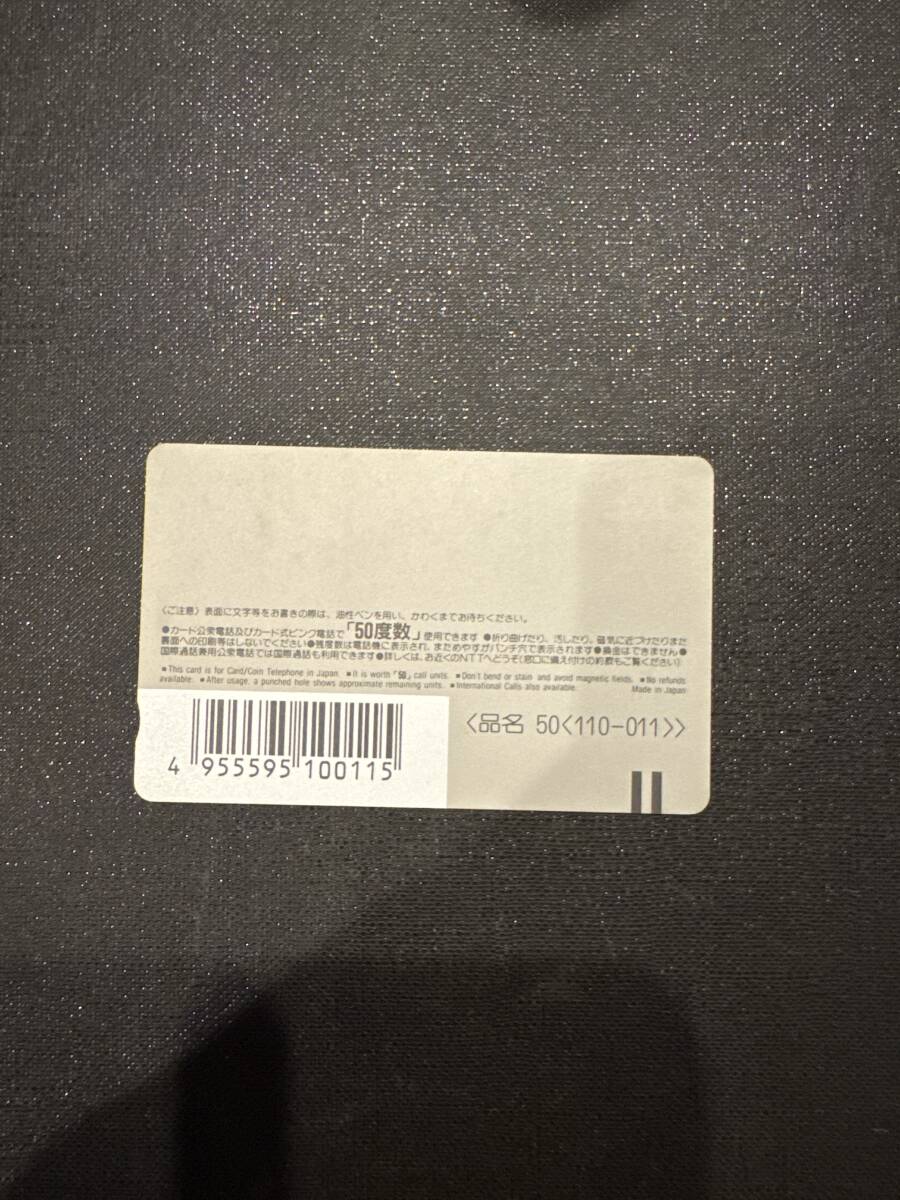 〈ご注意〉表面に文字等をお書きの際は、油性ペンを用い、かわくまでお待ちください。
●カード公衆電話及びカード式ピンク電話で「50度数」使用できます ●折り曲げたり、汚したり、磁気に近づけたりまた
裏面への印刷等はしないでください●残度数は電話機に表示され、まためやすがパンチ穴で表示されます●換金はできません●
国際通話兼用公衆電話では国際通話も利用できます●詳しくは、お近くのNTTへどうぞ(窓口に備え付けの約款もご覧ください)
■This card is for Card/Coin Telephone in Japan. ■It is worth「50」call units. ■Don't bend or stain and avoid magnetic fields. ■No refunds
available. ■After usage, a punched hole shows approximate remaining units. ■International Calls also available.
Made in Japan
〈品名 50〈110-011〉〉
4 955595 100115